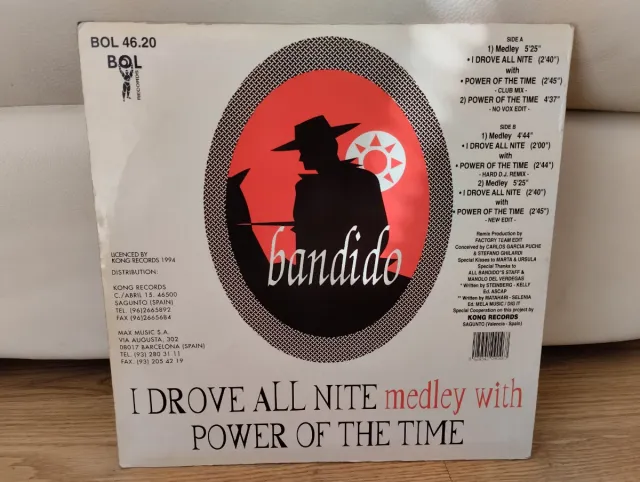 BOL 46.20
BOL
bandido
LICENCED BY
KONG RECORDS 1994
DISTRIBUTION:
KONG RECORDS
C./ABRIL 15. 46500
SAGUNTO (SPAIN)
TEL. (96)2665892
FAX (96)2665684
MAX MUSIC S.A.
VIA AUGUSTA, 302
08017 BARCELONA (SPAIN)
TEL. (93) 280 31 11
FAX. (93) 205 42 19
SIDE A
1) Medley 5'25"
• I DROVE ALL NITE (2'40")
with
• POWER OF THE TIME (2'45")
- CLUB MIX -
2) POWER OF THE TIME 4'37"
- NO VOX EDIT -
SIDE B
1) Medley 4'44"
• I DROVE ALL NITE (2'00")
with
• POWER OF THE TIME (2'44")
- HARD D.J. REMIX -
2) Medley 5'25"
• I DROVE ALL NITE (2'40")
with
• POWER OF THE TIME (2'45")
- NEW EDIT -
Remix Production by
FACTORY TEAM EDIT
Conceived by CARLOS GARCIA PUCHE
& STEFANO GHILARDI
Special Kisses to MARTA & URSULA
Special Thanks to
ALL BANDIDO'S STAFF &
MANOLO DEL VERDEGAS
* Written by STEINBERG - KELLY
Ed. ASCAP
** Written by MATAHARI - SELENIA
Ed. MELA MUSIC / DIG IT
Special Cooperation on this project by
KONG RECORDS
SAGUNTO (Valencia - Spain)
I DROVE ALL NITE medley with
POWER OF THE TIME